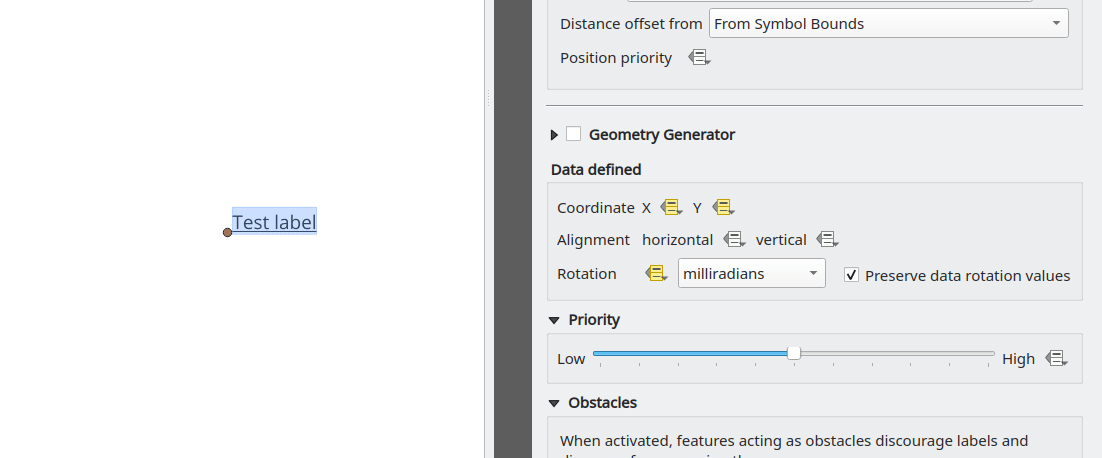 Distance offset from From Symbol Bounds
Position priority
Geometry Generator
Data defined
Coordinate X Y
Test label
Alignment horizontal vertical
Rotation milliradians Preserve data rotation values
Priority
Low High
Obstacles
When activated, features acting as obstacles discourage labels and